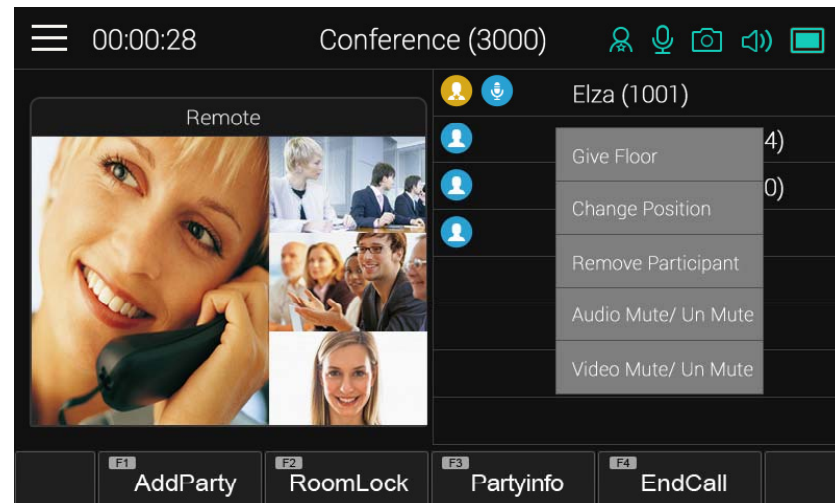 00:00:28 Conference (3000)
Elza (1001)
Remote
4)
0)
Give Floor
Change Position
Remove Participant
Audio Mute/ Un Mute
Video Mute/ Un Mute
F1 AddParty F2 RoomLock F3 Partyinfo F4 EndCall